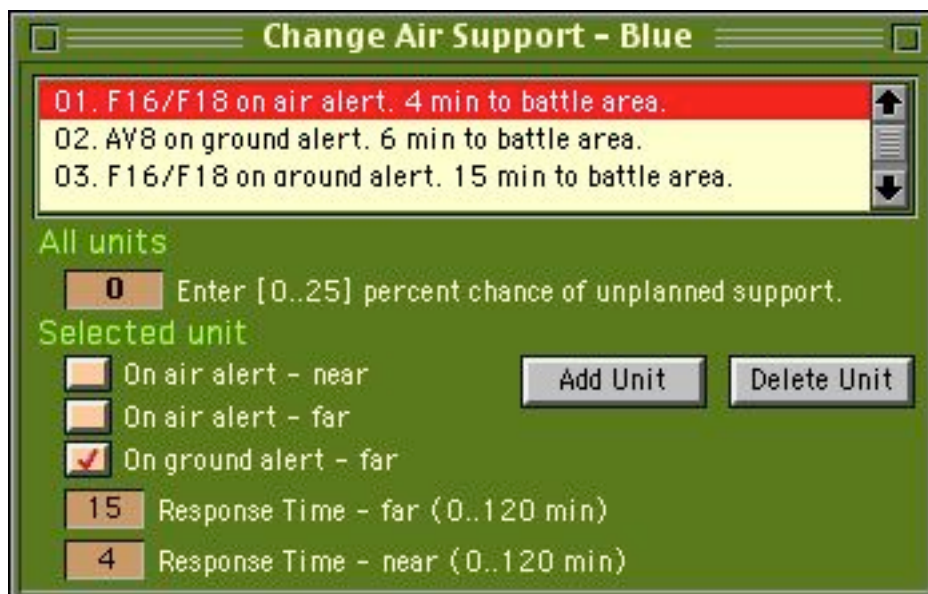 Change Air Support - Blue
01. F16/F18 on air alert. 4 min to battle area.
02. AV8 on ground alert. 6 min to battle area.
03. F16/F18 on ground alert. 15 min to battle area.
All units
0 Enter [0..25] percent chance of unplanned support.
Selected unit
On air alert - near
Add Unit Delete Unit
On air alert - far
On ground alert - far
15 Response Time - far (0..120 min)
4 Response Time - near (0..120 min)